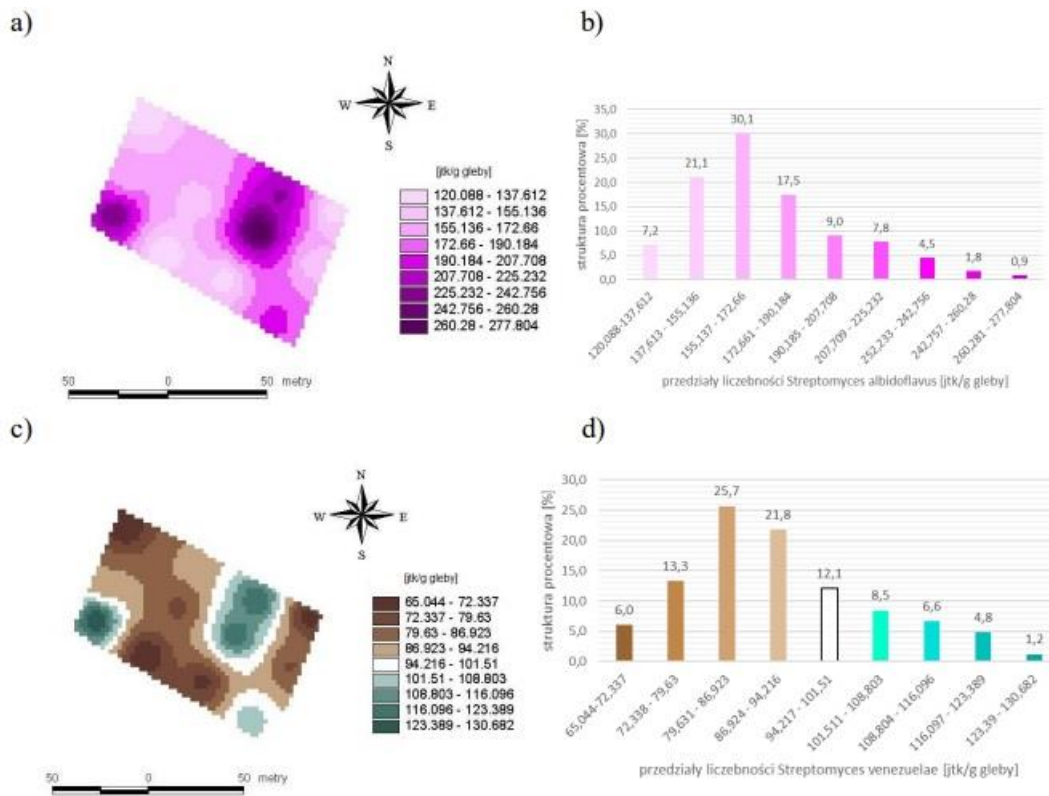 a)
N
W E
S
[jtk/g gleby]
120.088 - 137.612
137.612 - 155.136
155.136 - 172.66
172.66 - 190.184
190.184 - 207.708
207.708 - 225.232
225.232 - 242.756
242.756 - 260.28
260.28 - 277.804
50 0 50 metry
b)
struktura procentowa [%]
35,0
30,0
25,0
20,0
15,0
10,0
5,0
0,0
7,2
21,1
30,1
17,5
9,0
7,8
4,5
1,8
0,9
120,088-137,612
137,613 - 155,136
155,137 - 172,66
172,661 - 190,184
190,185 - 207,708
207,709 - 225,232
252,233 - 242,756
242,757 - 260,28
260,281 - 277,804
przedziały liczebności Streptomyces albidoflavus [jtk/g gleby]
c)
N
W E
S
[jtk/g gleby]
65.044 - 72.337
72.337 - 79.63
79.63 - 86.923
86.923 - 94.216
94.216 - 101.51
101.51 - 108.803
108.803 - 116.096
116.096 - 123.389
123.389 - 130.682
50 0 50 metry
d)
struktura procentowa [%]
30,0
25,0
20,0
15,0
10,0
5,0
0,0
6,0
13,3
25,7
21,8
12,1
8,5
6,6
4,8
1,2
65,044-72,337
72,338 - 79,63
79,631 - 86,923
86,924 - 94,216
94,217 - 101,51
101,511 - 108,803
108,804 - 116,096
116,097 - 123,389
123,39 - 130,682
przedziały liczebności Streptomyces venezuelae [jtk/g gleby]